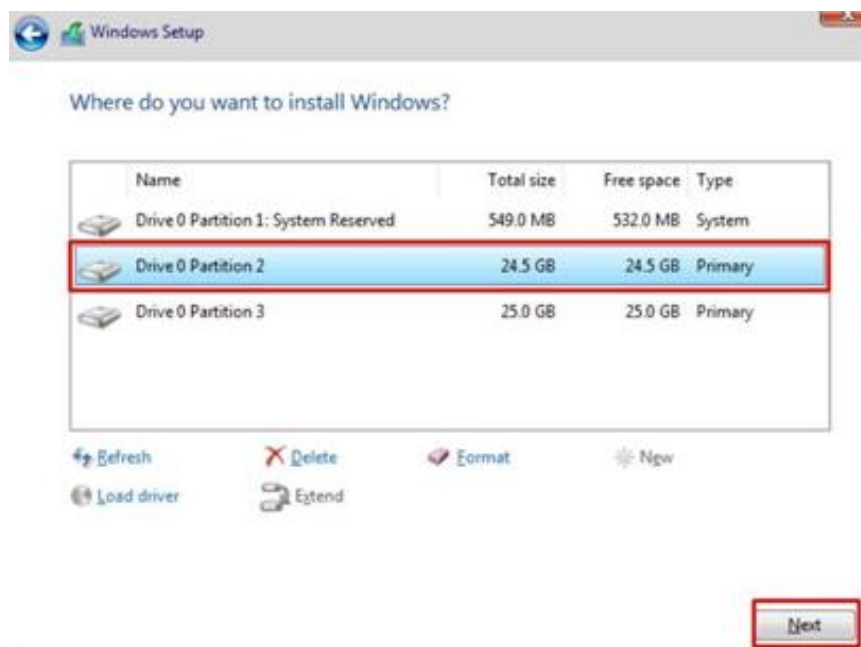 Windows Setup
Where do you want to install Windows?
Name Total size Free space Type
Drive 0 Partition 1: System Reserved 549.0 MB 532.0 MB System
Drive 0 Partition 2 24.5 GB 24.5 GB Primary
Drive 0 Partition 3 25.0 GB 25.0 GB Primary
Refresh Delete Format New
Load driver Extend
Next